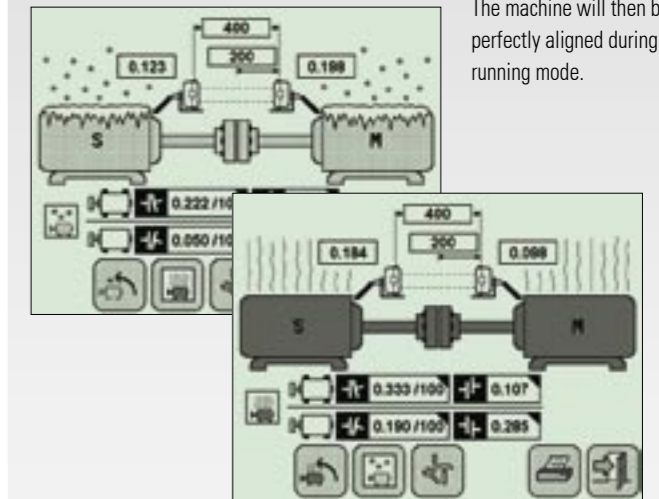 The machine will then b
perfectly aligned during
running mode.
400
200
0.123
0.198
S
M
0.222 /10
0.050 /10
400
200
0.184
0.098
S
M
0.333 /100
0.107
0.190 /100
0.285